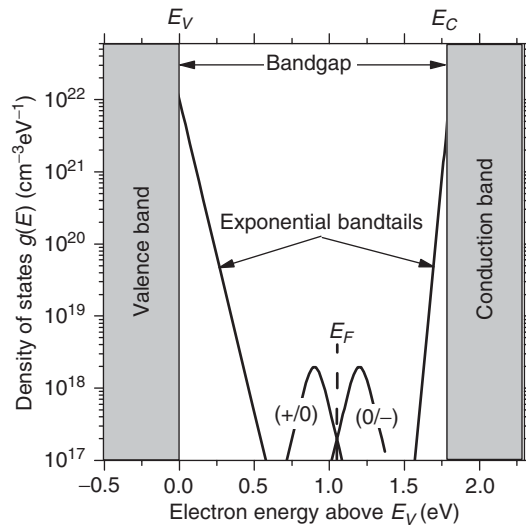 E_V E_C
Bandgap
Density of states g(E) (cm⁻³eV⁻¹)
10²²
10²¹
10²⁰
10¹⁹
10¹⁸
10¹⁷
Valence band
Exponential bandtails
Conduction band
E_F
(+/0) (0/−)
−0.5 0.0 0.5 1.0 1.5 2.0
Electron energy above E_V (eV)